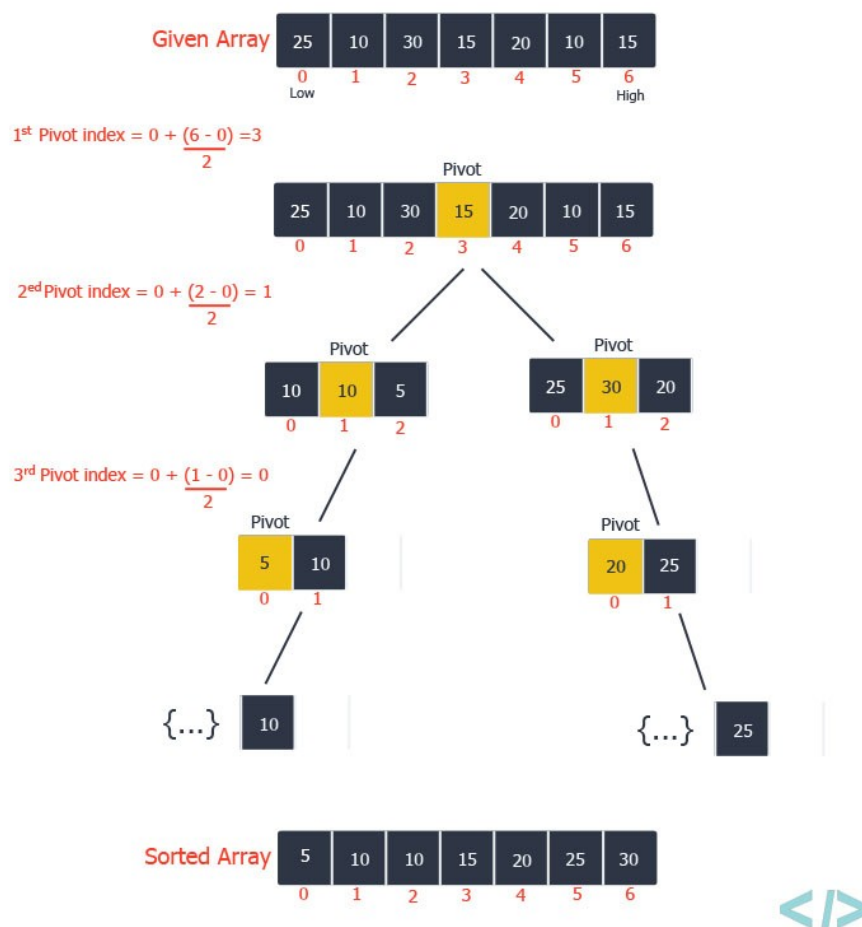 Given Array 25 10 30 15 20 10 15
0 1 2 3 4 5 6
Low High
1st Pivot index = 0 + (6 - 0) =3
2
Pivot
25 10 30 15 20 10 15
0 1 2 3 4 5 6
2ed Pivot index = 0 + (2 - 0) = 1
2
Pivot Pivot
10 10 5 25 30 20
0 1 2 0 1 2
3rd Pivot index = 0 + (1 - 0) = 0
2
Pivot Pivot
5 10 20 25
0 1 0 1
{...} 10 {...} 25
Sorted Array 5 10 10 15 20 25 30
0 1 2 3 4 5 6
</>